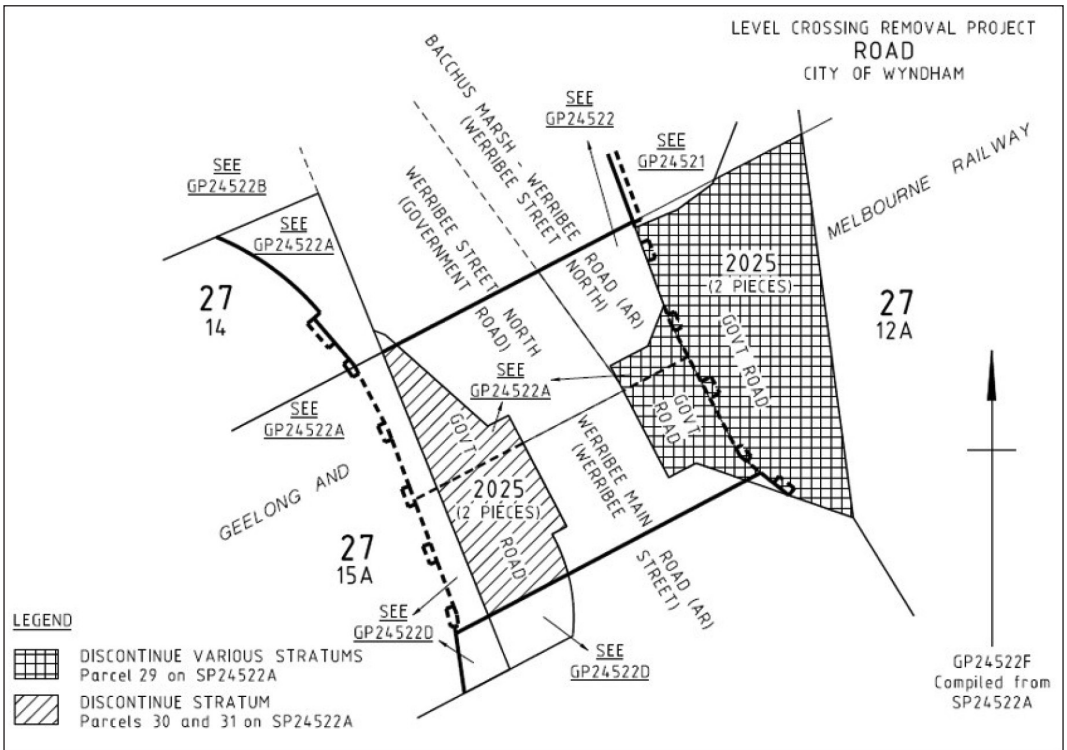 LEVEL CROSSING REMOVAL PROJECT
ROAD
CITY OF WYNDHAM
BACCHUS MARSH - WERRIBEE ROAD (AR)
(WERRIBEE STREET NORTH)
SEE
GP24522
SEE
GP24521
MELBOURNE RAILWAY
SEE
GP24522B
SEE
GP24522A
WERRIBEE STREET NORTH
(GOVERNMENT ROAD)
2025
(2 PIECES)
GOVT ROAD
27
14
27
12A
SEE
GP24522A
SEE
GP24522A
GOVT
ROAD
GOVT
ROAD
2025
(2 PIECES)
WERRIBEE MAIN ROAD (AR)
(WERRIBEE STREET)
GEELONG AND
27
15A
SEE
GP24522D
SEE
GP24522D
LEGEND
DISCONTINUE VARIOUS STRATUMS
Parcel 29 on SP24522A
DISCONTINUE STRATUM
Parcels 30 and 31 on SP24522A
GP24522F
Compiled from
SP24522A